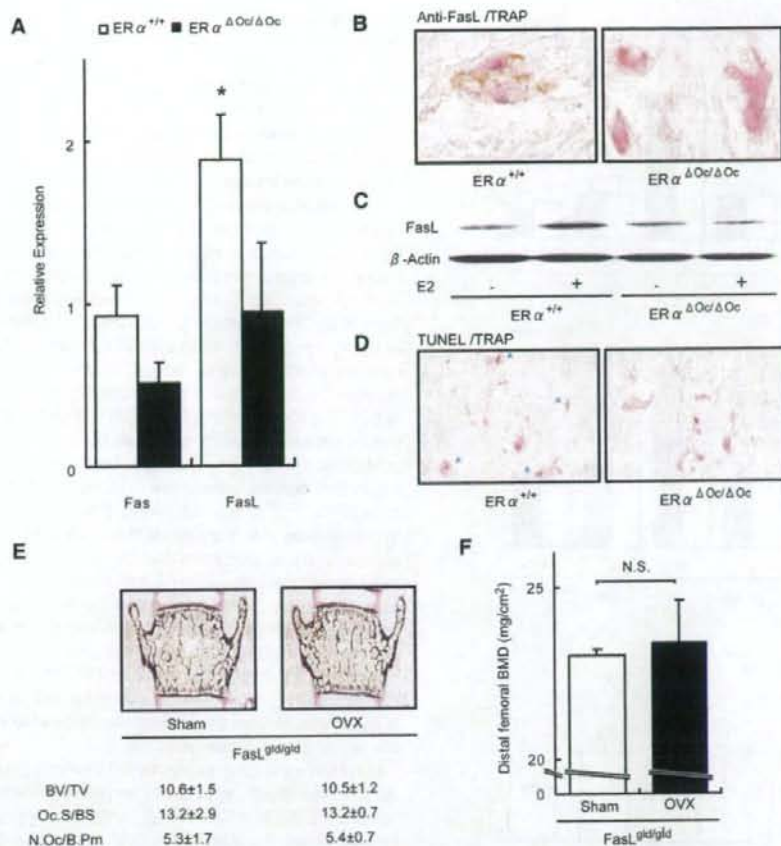 A
ERα+/+ ERαΔOc/ΔOc
*
Relative Expression
2
1
0
Fas FasL
B
Anti-FasL /TRAP
ERα+/+ ERαΔOc/ΔOc
C
FasL
β-Actin
E2 - + - +
ERα+/+ ERαΔOc/ΔOc
D
TUNEL /TRAP
ERα+/+ ERαΔOc/ΔOc
E
Sham OVX
FasLgld/gld
BV/TV 10.6±1.5 10.5±1.2
Oc.S/BS 13.2±2.9 13.2±0.7
N.Oc/B.Pm 5.3±1.7 5.4±0.7
F
N.S.
Distal femoral BMD (mg/cm2)
25
20
0
Sham OVX
FasLgld/gld